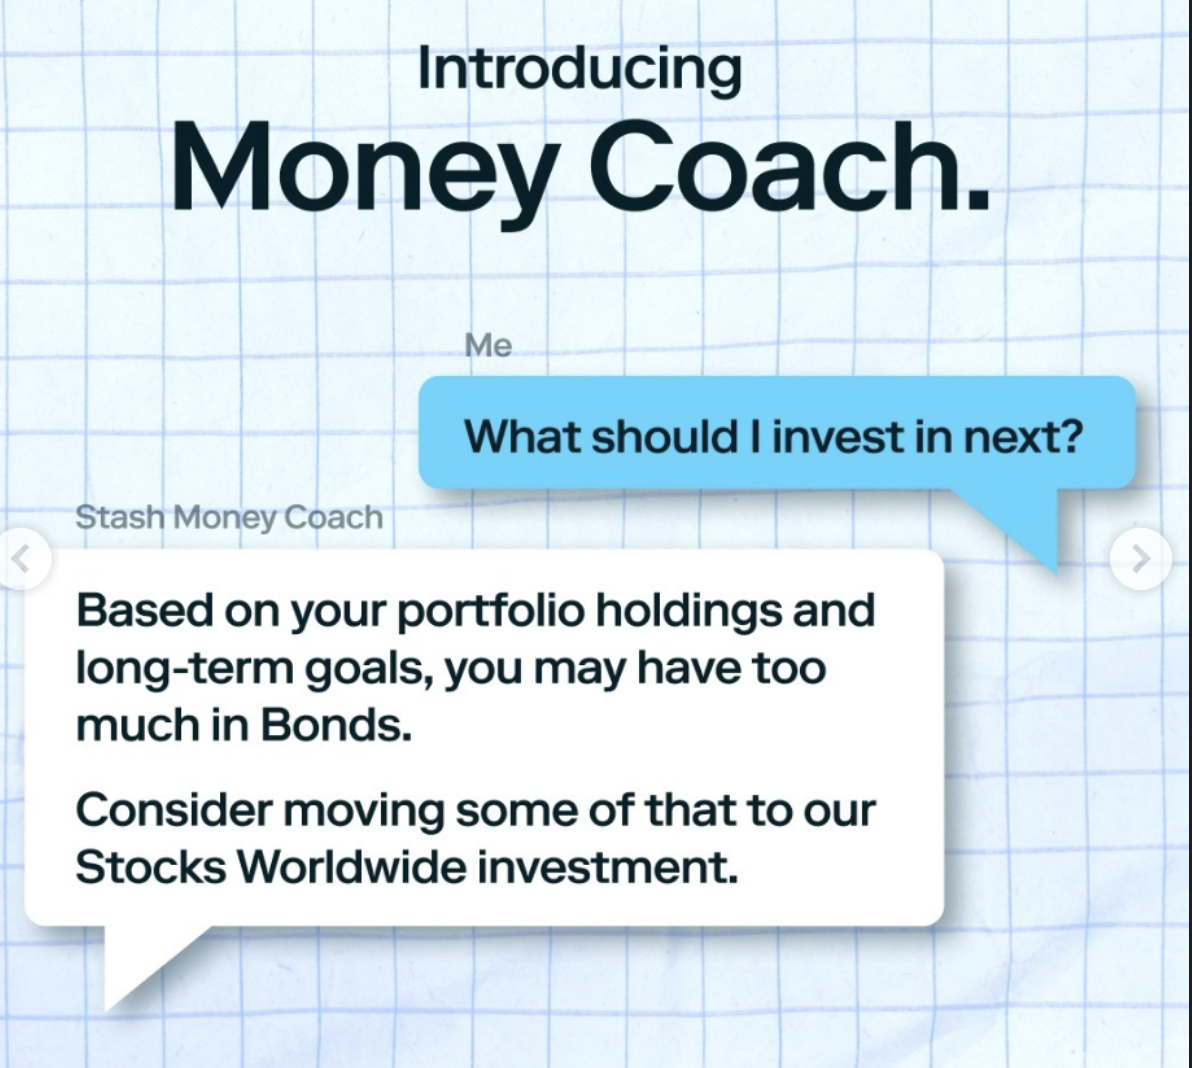 Introducing
Money Coach.
Me
What should I invest in next?
Stash Money Coach
Based on your portfolio holdings and
long-term goals, you may have too
much in Bonds.
Consider moving some of that to our
Stocks Worldwide investment.